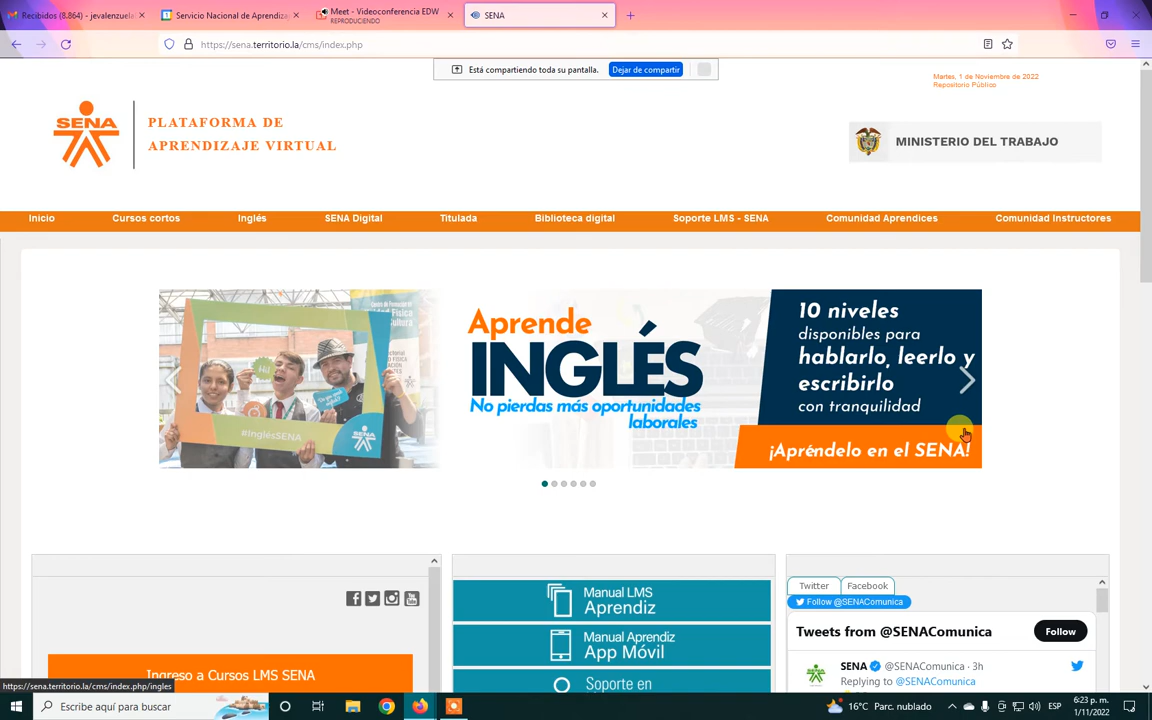 Recibidos (8.864) - jevalenzuela
Servicio Nacional de Aprendiza
Meet - Videoconferencia EDW
REPRODUCIENDO
SENA
https://sena.territorio.la/cms/index.php
Está compartiendo toda su pantalla.
Dejar de compartir
Martes, 1 de Noviembre de 2022
Repositorio Público
SENA
PLATAFORMA DE
APRENDIZAJE VIRTUAL
MINISTERIO DEL TRABAJO
Inicio
Cursos cortos
Inglés
SENA Digital
Titulada
Biblioteca digital
Soporte LMS - SENA
Comunidad Aprendices
Comunidad Instructores
#InglésSENA
Aprende
INGLÉS
No pierdas más oportunidades
laborales
10 niveles
disponibles para
hablarlo, leerlo y
escribirlo
con tranquilidad
¡Apréndelo en el SENA!
Ingreso a Cursos LMS SENA
Manual LMS
Aprendiz
Manual Aprendiz
App Móvil
Soporte en
Twitter
Facebook
Follow @SENAComunica
Tweets from @SENAComunica
Follow
SENA @SENAComunica · 3h
Replying to @SENAComunica
https://sena.territorio.la/cms/index.php/ingles
Escribe aquí para buscar
16°C Parc. nublado
ESP
6:23 p. m.
1/11/2022